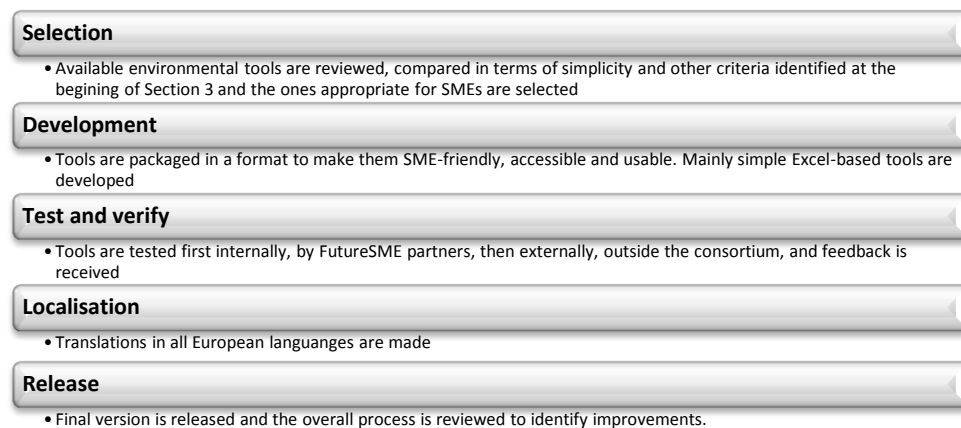 Selection
• Available environmental tools are reviewed, compared in terms of simplicity and other criteria identified at the
begining of Section 3 and the ones appropriate for SMEs are selected
Development
• Tools are packaged in a format to make them SME-friendly, accessible and usable. Mainly simple Excel-based tools are
developed
Test and verify
• Tools are tested first internally, by FutureSME partners, then externally, outside the consortium, and feedback is
received
Localisation
• Translations in all European languanges are made
Release
• Final version is released and the overall process is reviewed to identify improvements.